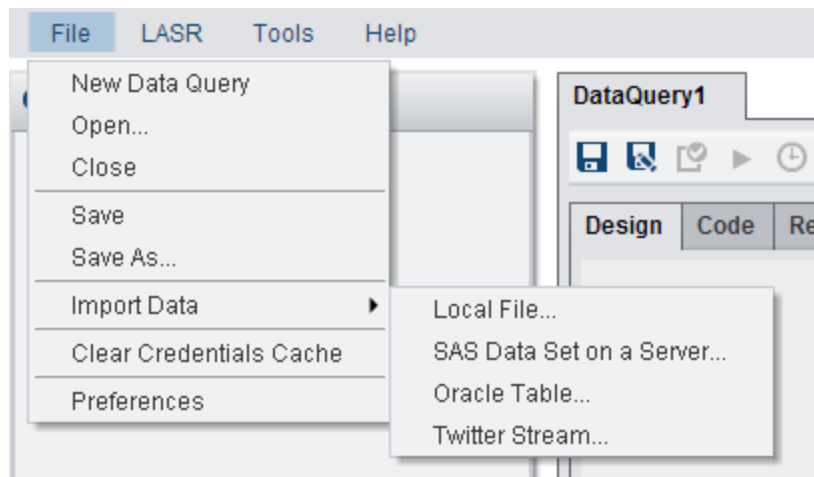 File LASR Tools Help
New Data Query
Open...
Close
Save
Save As...
Import Data
Clear Credentials Cache
Preferences
Local File...
SAS Data Set on a Server...
Oracle Table...
Twitter Stream...
DataQuery1
Design Code